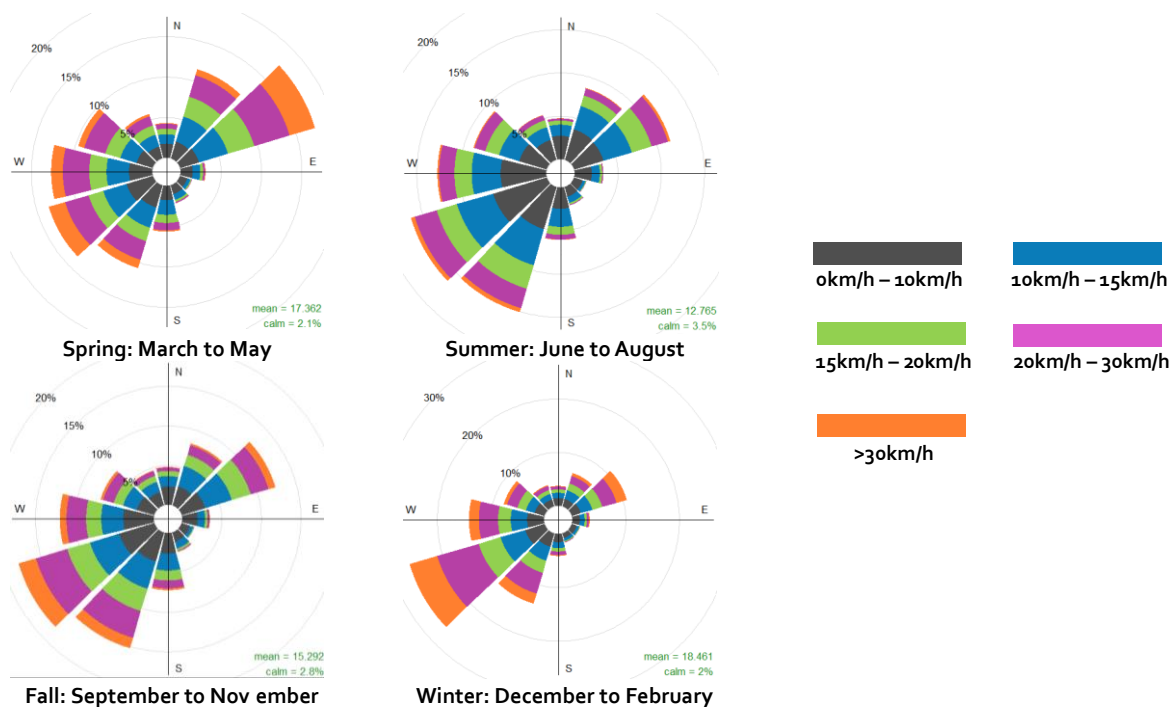 N
20%
15%
10%
5%
W
E
S
mean = 17.362
calm = 2.1%
Spring: March to May
N
20%
15%
10%
5%
W
E
S
mean = 12.765
calm = 3.5%
Summer: June to August
N
20%
15%
10%
5%
W
E
S
mean = 15.292
calm = 2.8%
Fall: September to Nov ember
N
30%
20%
10%
W
E
S
mean = 18.461
calm = 2%
Winter: December to February
0km/h – 10km/h
10km/h – 15km/h
15km/h – 20km/h
20km/h – 30km/h
>30km/h